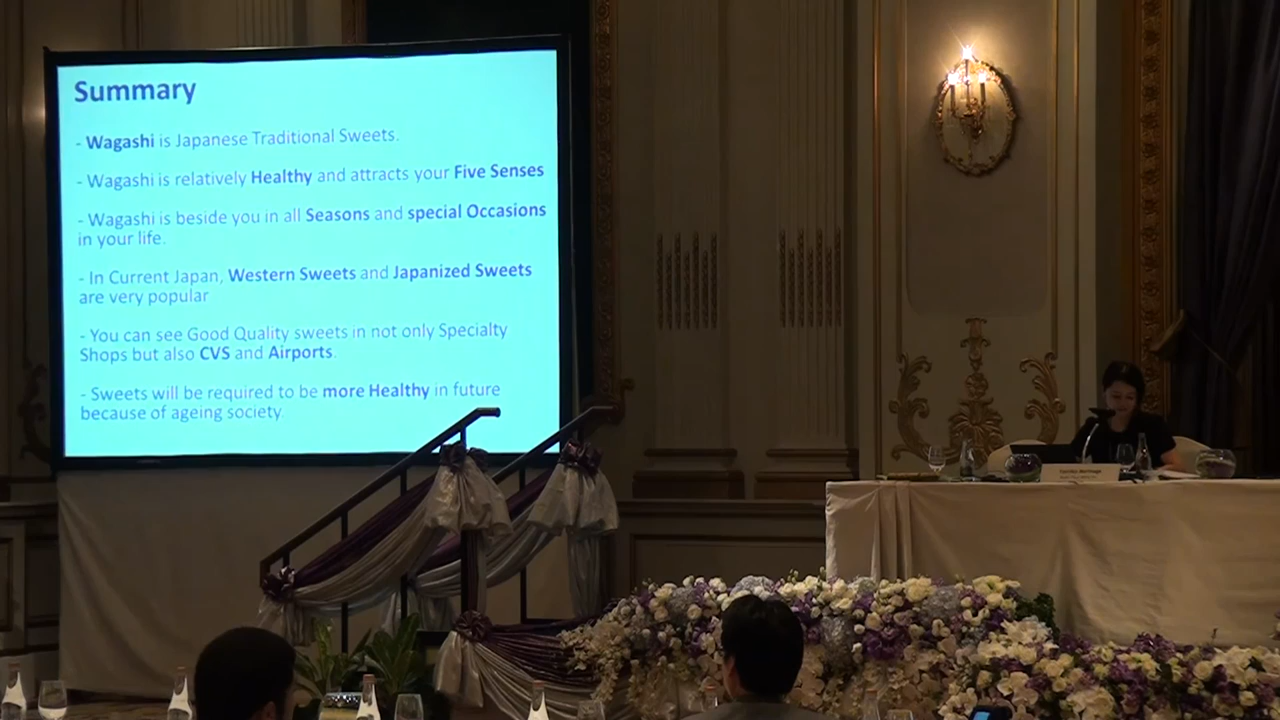 Summary
- Wagashi is Japanese Traditional Sweets.
- Wagashi is relatively Healthy and attracts your Five Senses
- Wagashi is beside you in all Seasons and special Occasions
in your life.
- In Current Japan, Western Sweets and Japanized Sweets
are very popular
- You can see Good Quality sweets in not only Specialty
Shops but also CVS and Airports.
- Sweets will be required to be more Healthy in future
because of ageing society.